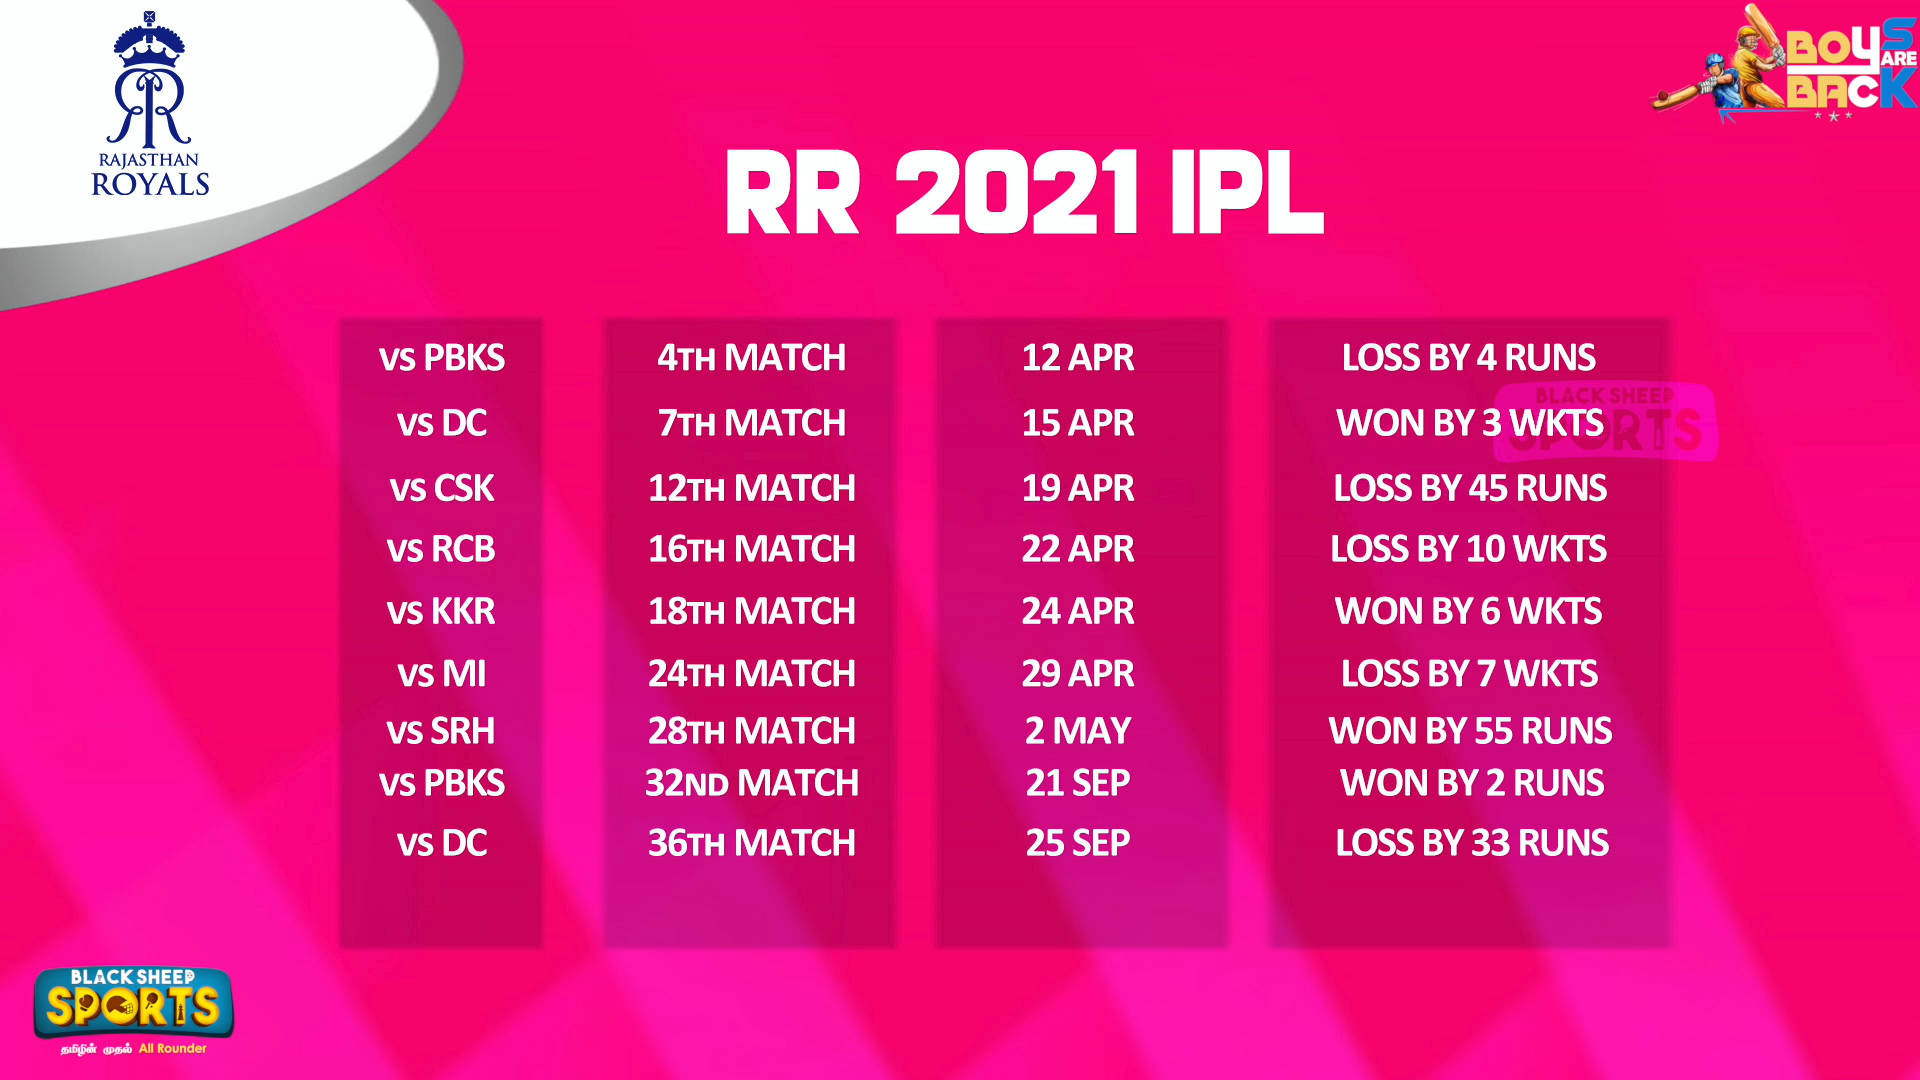 RAJASTHAN
ROYALS
BOYS
ARE
BACK
RR 2021 IPL
vs PBKS 4TH MATCH 12 APR LOSS BY 4 RUNS
vs DC 7TH MATCH 15 APR WON BY 3 WKTS
vs CSK 12TH MATCH 19 APR LOSS BY 45 RUNS
vs RCB 16TH MATCH 22 APR LOSS BY 10 WKTS
vs KKR 18TH MATCH 24 APR WON BY 6 WKTS
vs MI 24TH MATCH 29 APR LOSS BY 7 WKTS
vs SRH 28TH MATCH 2 MAY WON BY 55 RUNS
vs PBKS 32ND MATCH 21 SEP WON BY 2 RUNS
vs DC 36TH MATCH 25 SEP LOSS BY 33 RUNS
BLACK SHEEP
SPORTS
BLACK SHEEP
SPORTS
தமிழின் முதல் All Rounder